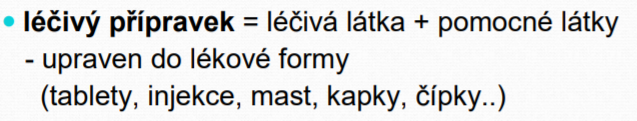 • léčivý přípravek = léčivá látka + pomocné látky
- upraven do lékové formy
(tablety, injekce, mast, kapky, čípky..)